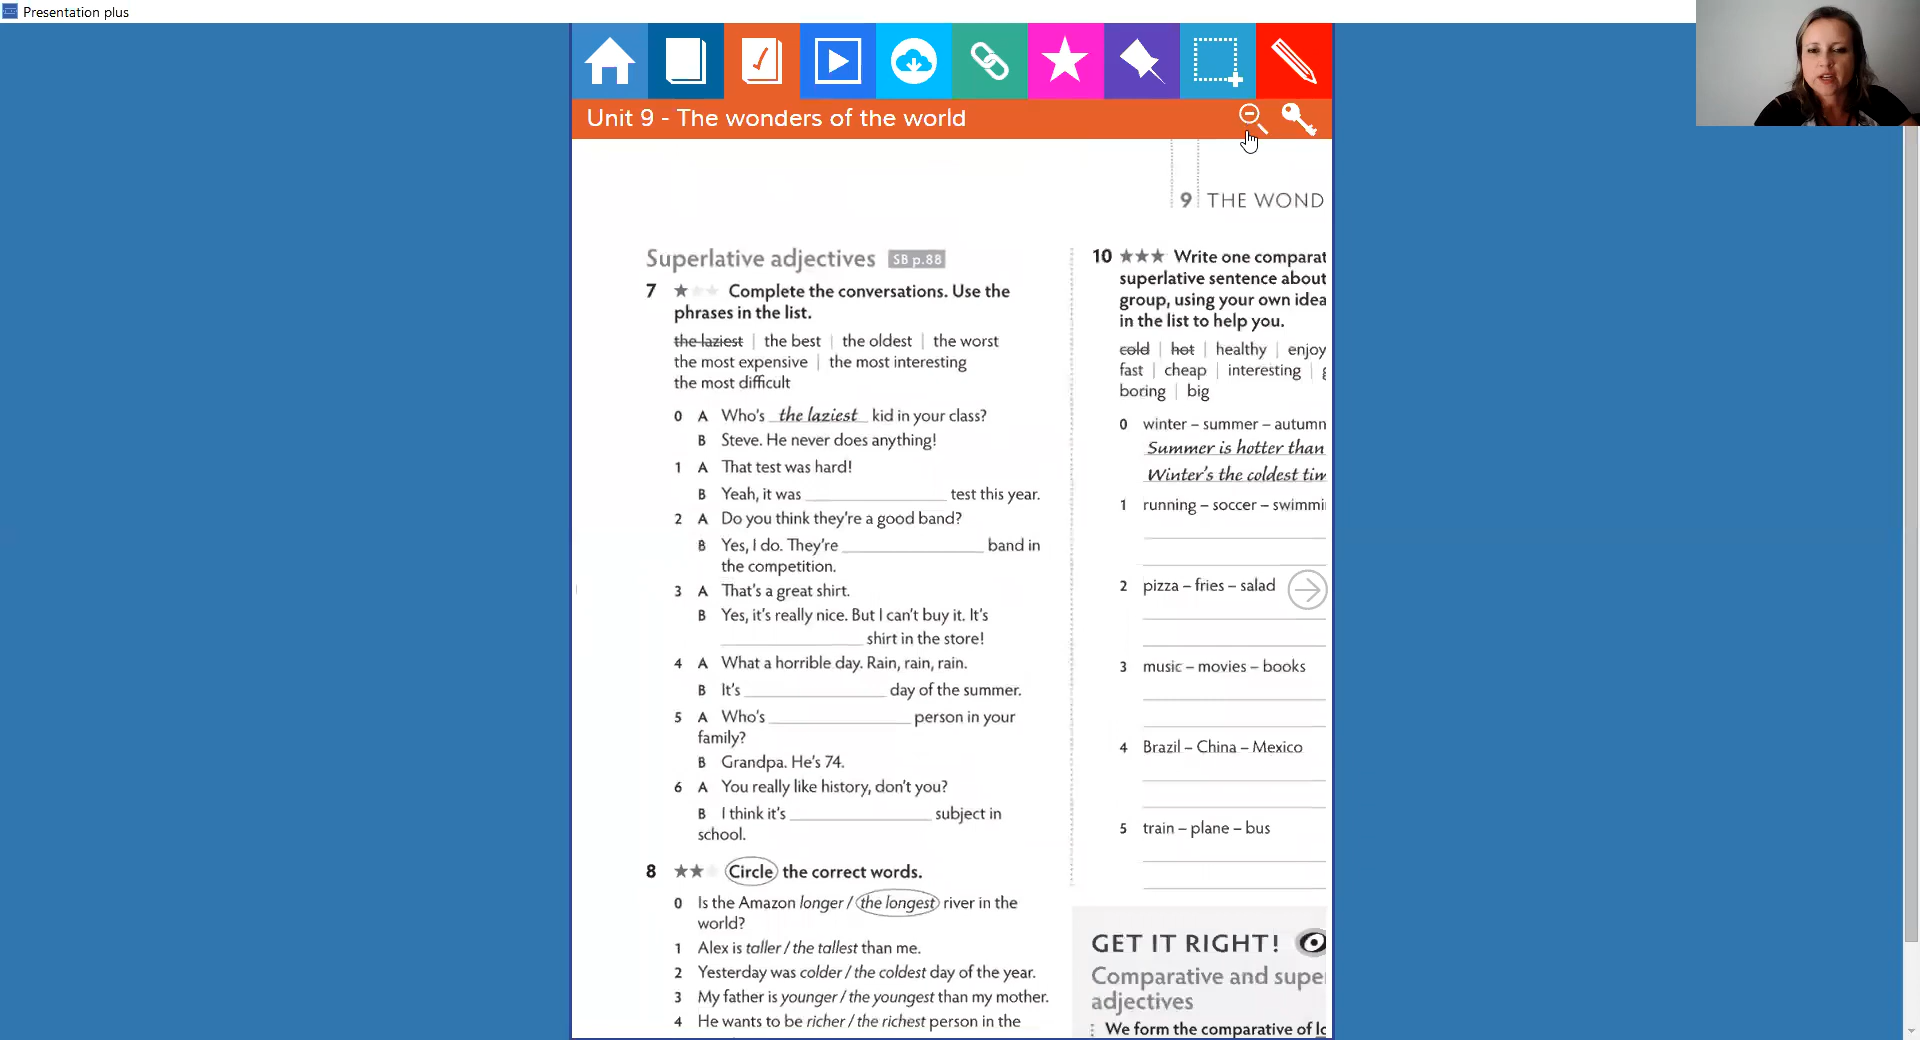 Presentation plus
Unit 9 - The wonders of the world
9 THE WOND
Superlative adjectives SB p.88
7 Complete the conversations. Use the
phrases in the list.
the laziest | the best | the oldest | the worst
the most expensive | the most interesting
the most difficult
0 A Who's the laziest kid in your class?
B Steve. He never does anything!
1 A That test was hard!
B Yeah, it was test this year.
2 A Do you think they're a good band?
B Yes, I do. They're band in
the competition.
3 A That's a great shirt.
B Yes, it's really nice. But I can't buy it. It's
shirt in the store!
4 A What a horrible day. Rain, rain, rain.
B It's day of the summer.
5 A Who's person in your
family?
B Grandpa. He's 74.
6 A You really like history, don't you?
B I think it's subject in
school.
8 Circle the correct words.
0 Is the Amazon longer / the longest river in the
world?
1 Alex is taller / the tallest than me.
2 Yesterday was colder / the coldest day of the year.
3 My father is younger / the youngest than my mother.
4 He wants to be richer / the richest person in the
10 Write one comparat
superlative sentence about
group, using your own idea
in the list to help you.
cold | hot | healthy | enjoy
fast | cheap | interesting |
boring | big
0 winter – summer – autumn
Summer is hotter than
Winter's the coldest tim
1 running – soccer – swimmi
2 pizza – fries – salad
3 music – movies – books
4 Brazil – China – Mexico
5 train – plane – bus
GET IT RIGHT!
Comparative and supe
adjectives
We form the comparative of lo